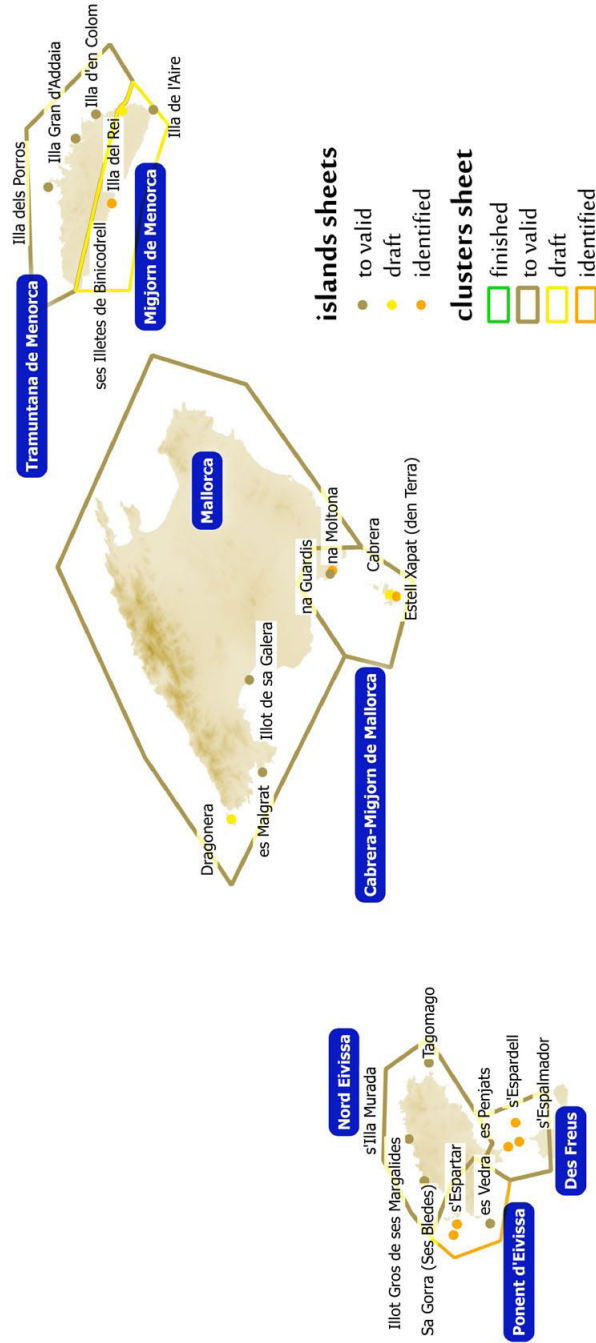 Nord Eivissa
s'Illa Murada
Illot Gros de ses Margalides
Tagomago
Sa Gorra (Ses Bledes)
s'Espartar
es Vedra
es Penjats
s'Espardell
s'Espalmador
Ponent d'Eivissa
Des Freus
Mallorca
Dragonera
es Malgrat
Illot de sa Galera
na Guardis
na Moltona
Cabrera
Estell Xapat (den Terra)
Cabrera-Migjorn de Mallorca
Tramuntana de Menorca
Illa dels Porros
Illa Gran d'Addaia
Illa d'en Colom
ses Illetes de Binicodrell
Illa del Rei
Illa de l'Aire
Migjorn de Menorca
islands sheets
to valid
draft
identified
clusters sheet
finished
to valid
draft
identified